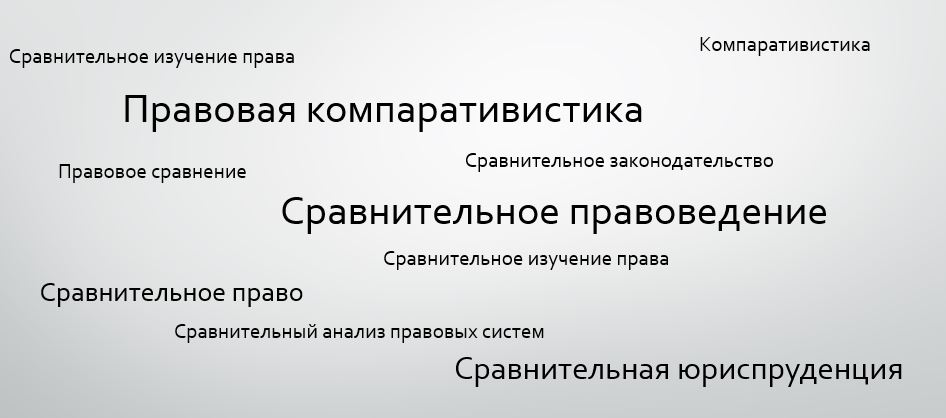 Компаративистика
Сравнительное изучение права
Правовая компаративистика
Сравнительное законодательство
Правовое сравнение
Сравнительное правоведение
Сравнительное изучение права
Сравнительное право
Сравнительный анализ правовых систем
Сравнительная юриспруденция